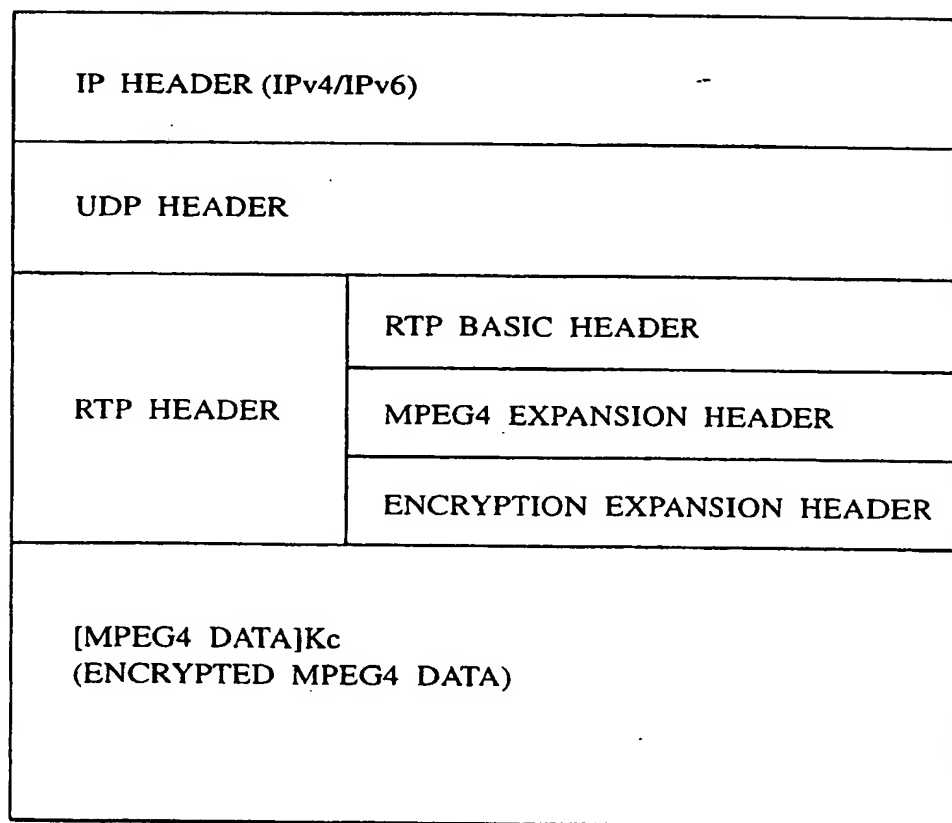 IP HEADER (IPv4/IPv6)
UDP HEADER
RTP HEADER
RTP BASIC HEADER
MPEG4 EXPANSION HEADER
ENCRYPTION EXPANSION HEADER
[MPEG4 DATA]Kc
(ENCRYPTED MPEG4 DATA)